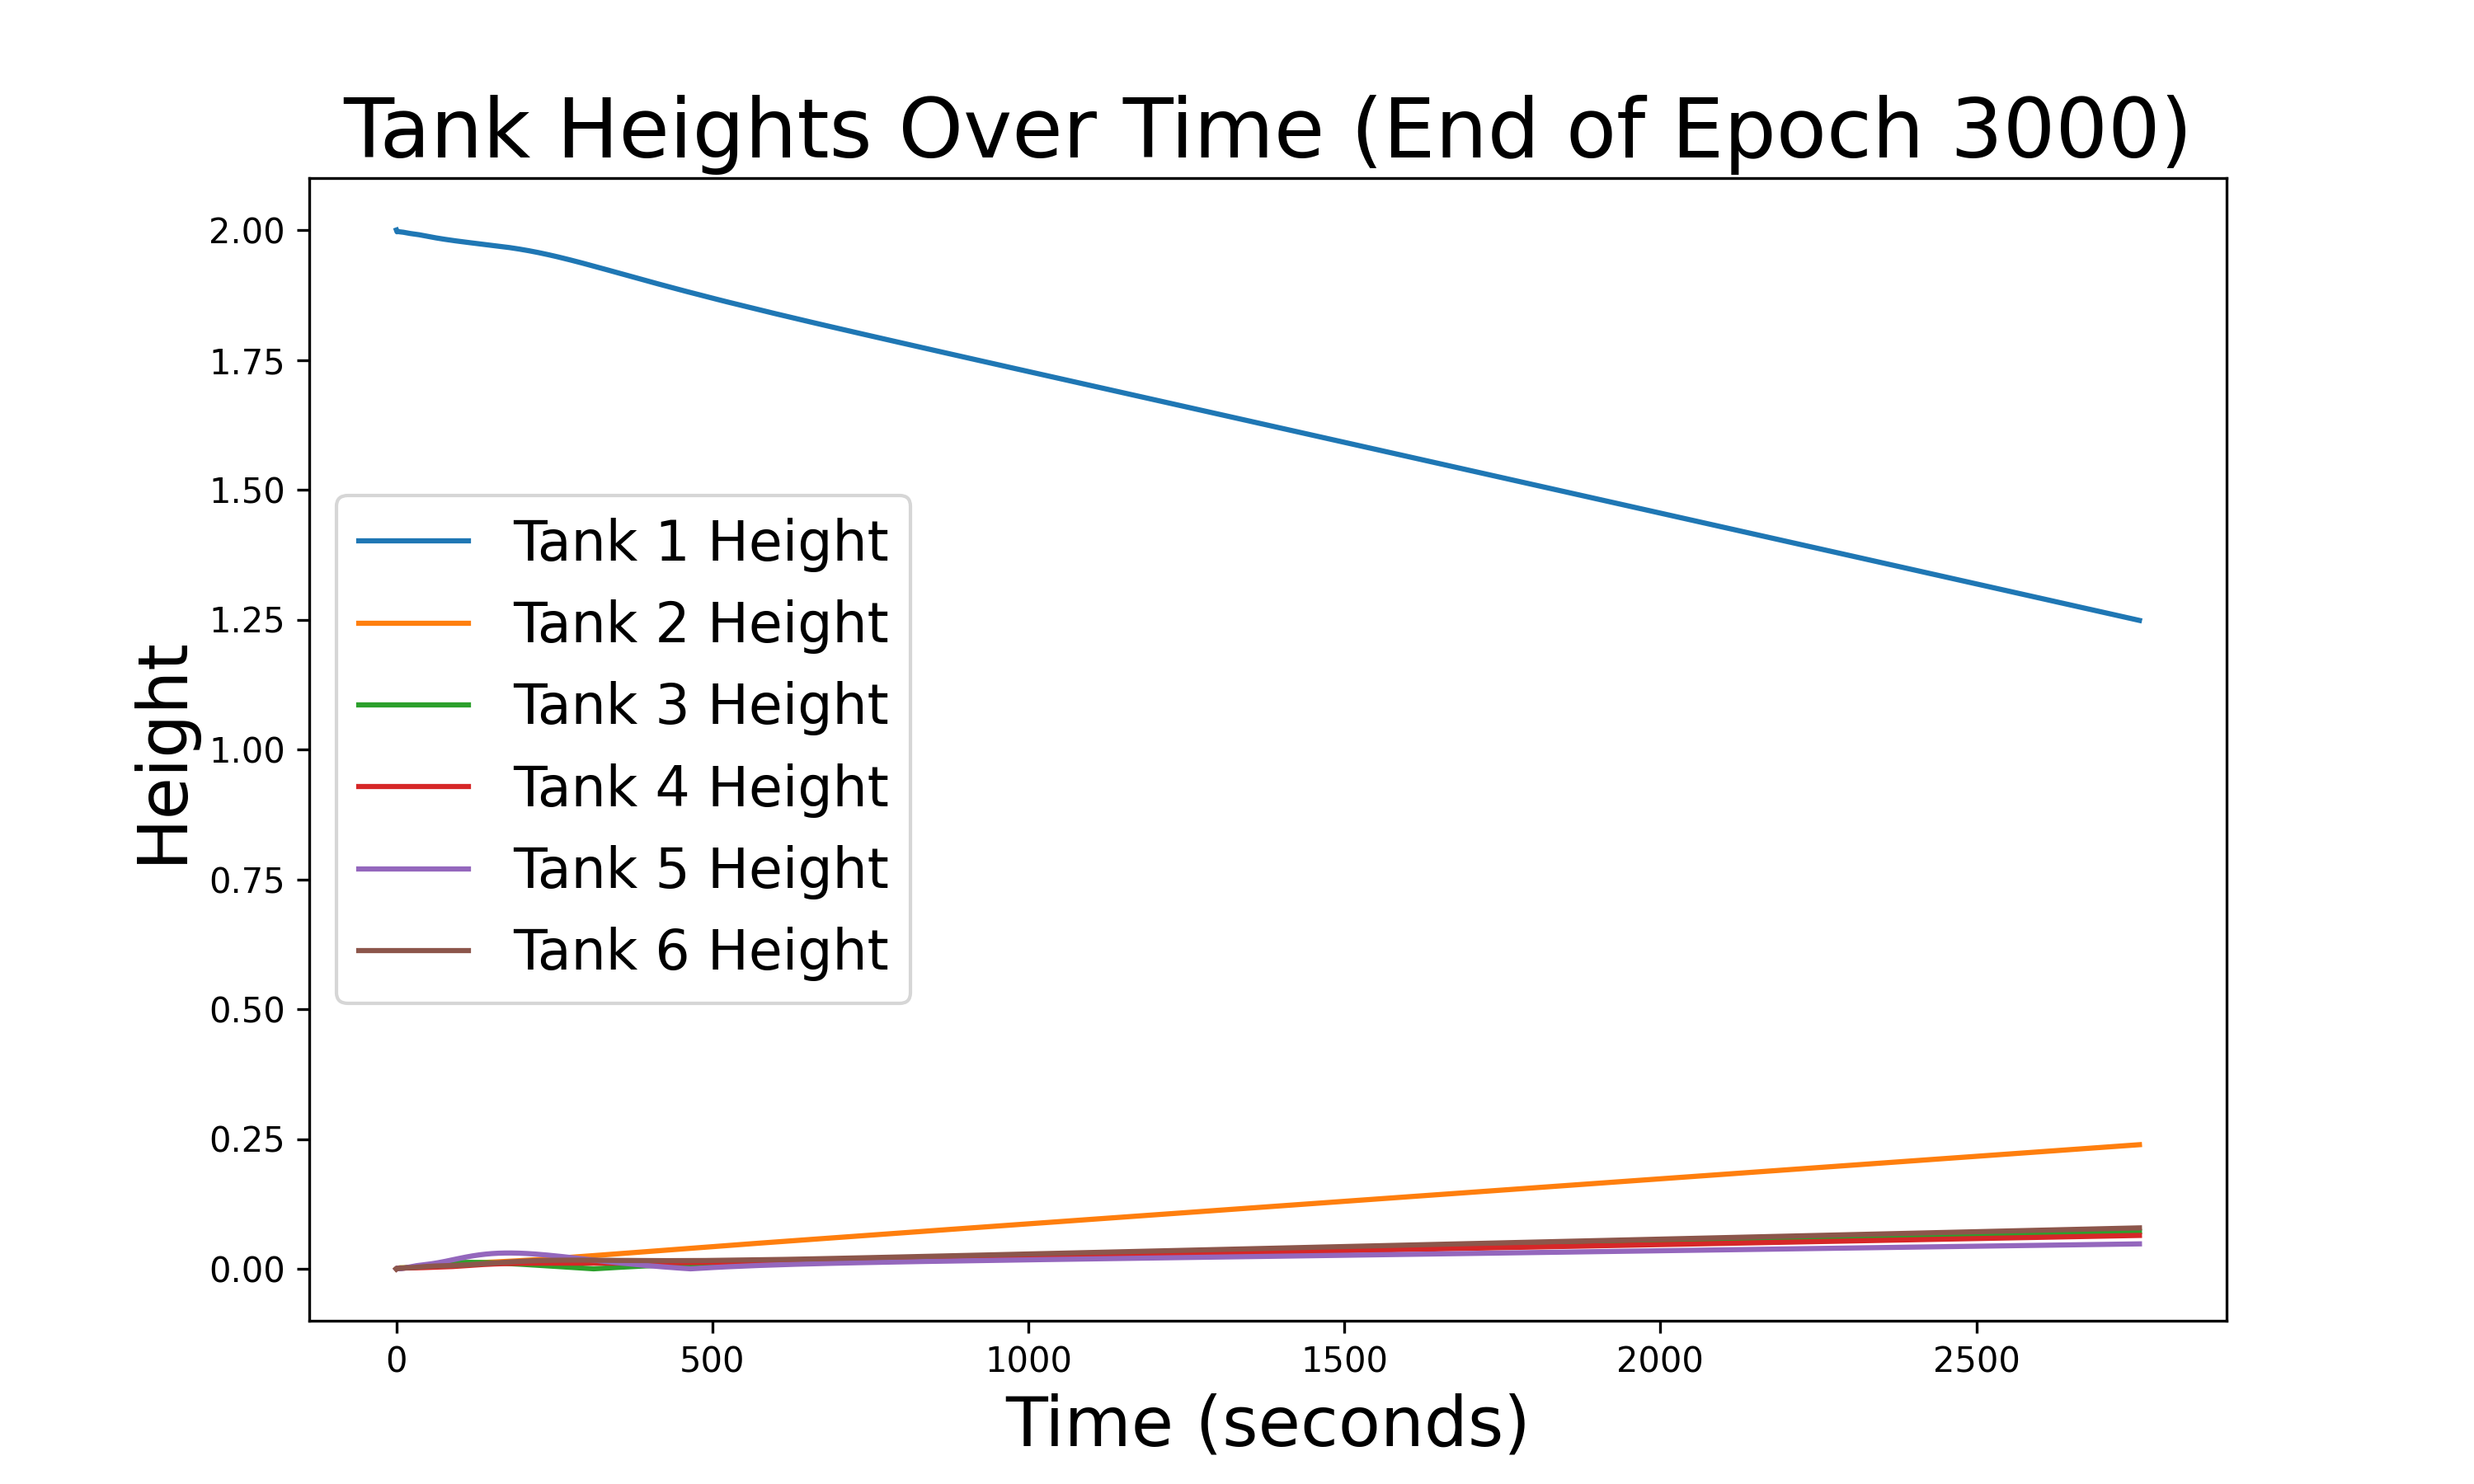 Tank Heights Over Time (End of Epoch 3000)
Height
2.00
1.75
1.50
1.25
1.00
0.75
0.50
0.25
0.00
Tank 1 Height
Tank 2 Height
Tank 3 Height
Tank 4 Height
Tank 5 Height
Tank 6 Height
0 500 1000 1500 2000 2500
Time (seconds)